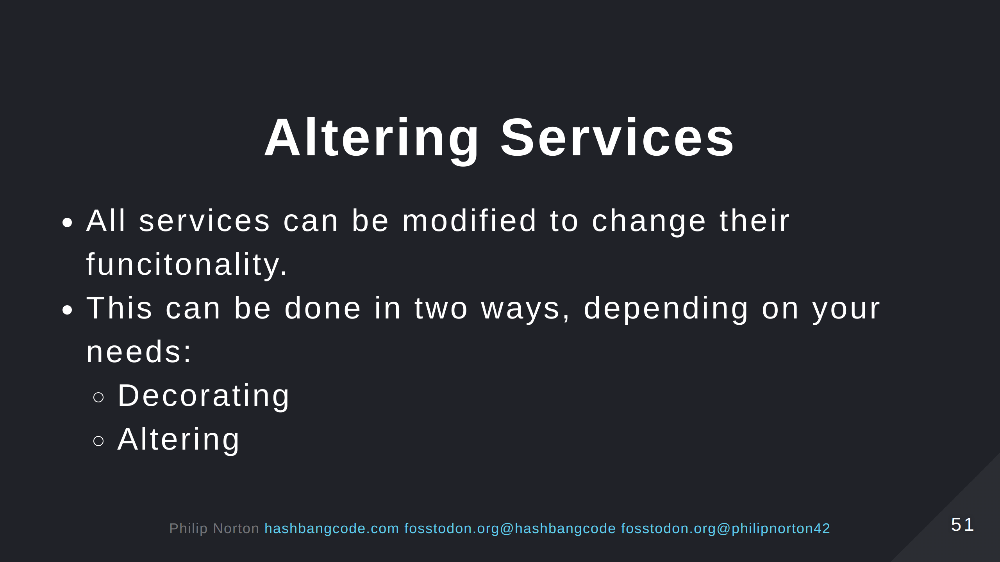 Altering Services
All services can be modified to change their
funcitonality.
This can be done in two ways, depending on your
needs:
Decorating
Altering
Philip Norton hashbangcode.com fosstodon.org@hashbangcode fosstodon.org@philipnorton42
51